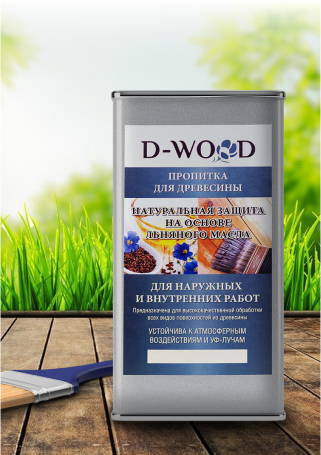 D-WOOD
ПРОПИТКА
ДЛЯ ДРЕВЕСИНЫ
НАТУРАЛЬНАЯ ЗАЩИТА
НА ОСНОВЕ
ЛЬНЯНОГО МАСЛА
ДЛЯ НАРУЖНЫХ
И ВНУТРЕННИХ РАБОТ
Предназначена для высококачественной обработки
всех видов поверхностей из древесины
УСТОЙЧИВА К АТМОСФЕРНЫМ
ВОЗДЕЙСТВИЯМ И УФ-ЛУЧАМ